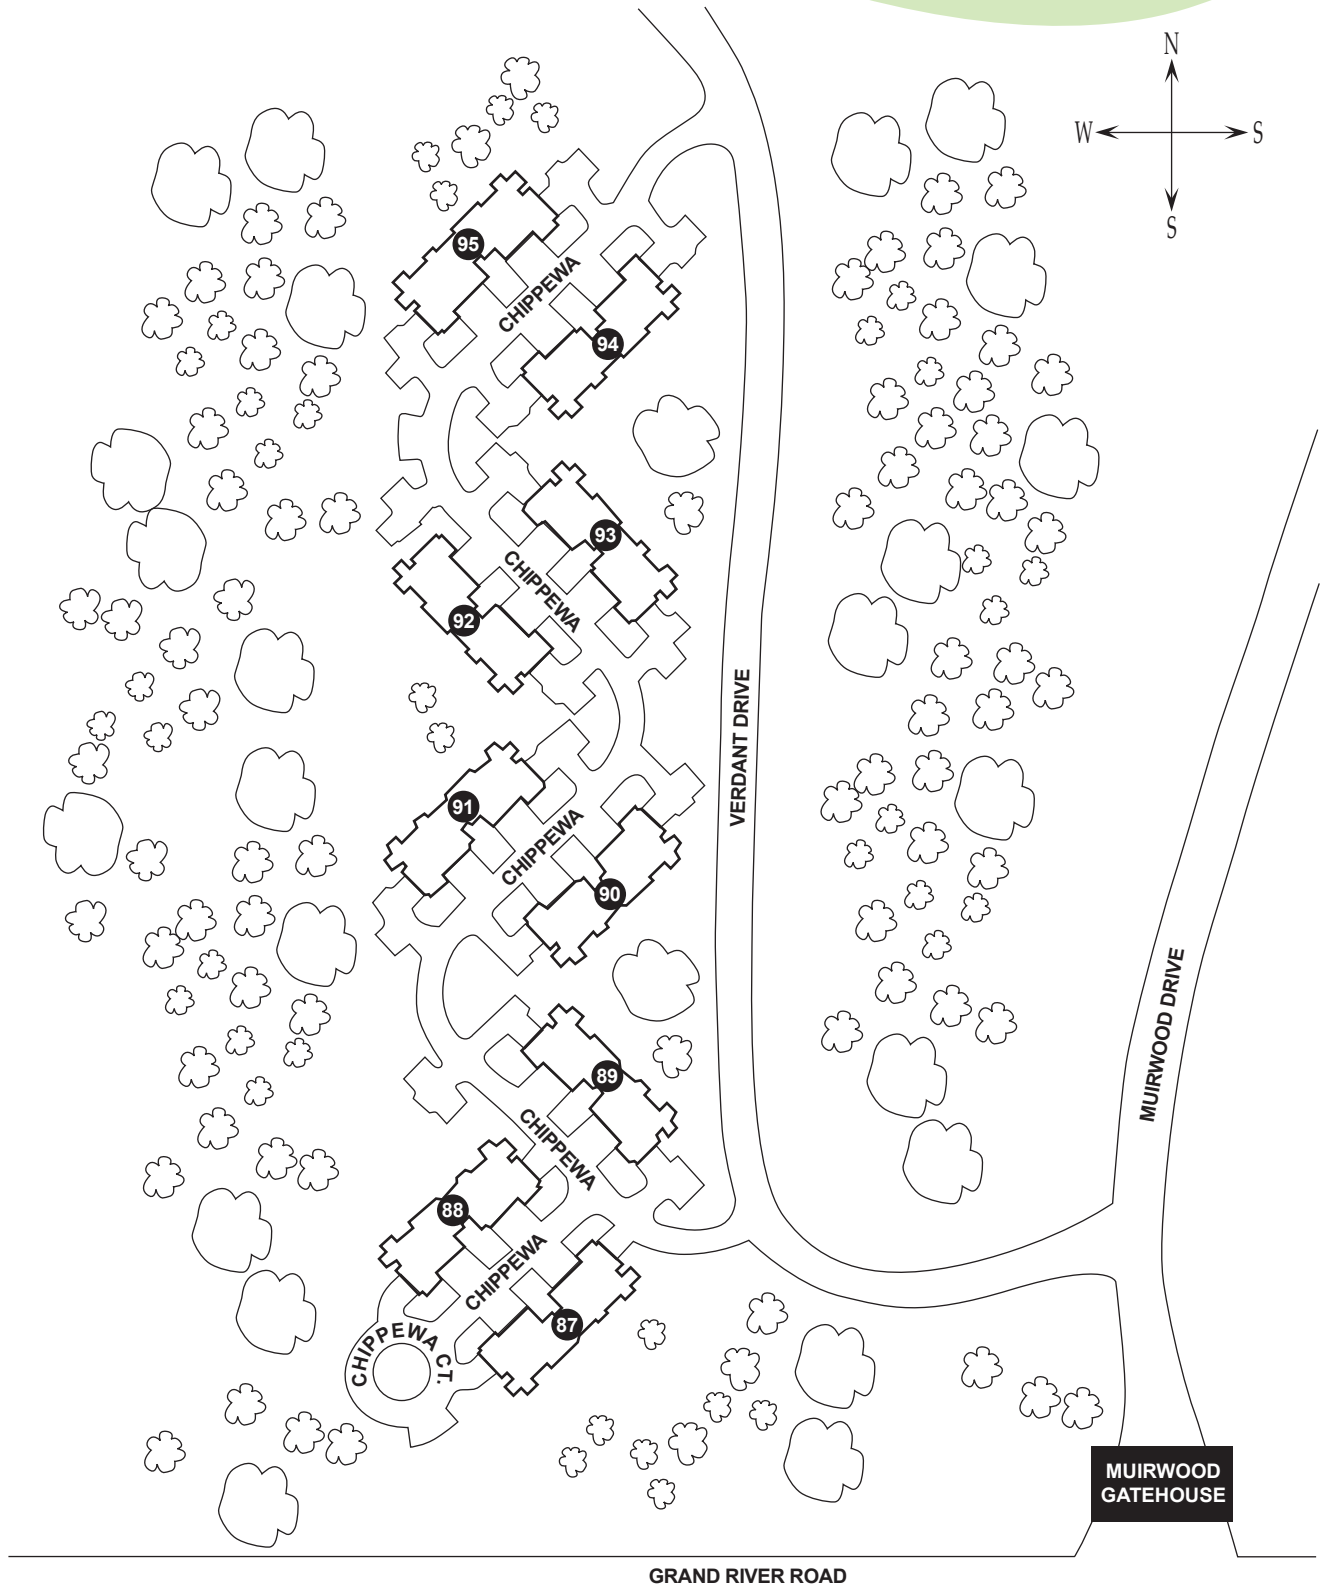 N
W S
S
95
CHIPPEWA
94
93
CHIPPEWA
92
VERDANT DRIVE
91
CHIPPEWA
90
MUIRWOOD DRIVE
89
CHIPPEWA
88
CHIPPEWA
87
CHIPPEWA CT.
MUIRWOOD
GATEHOUSE
GRAND RIVER ROAD